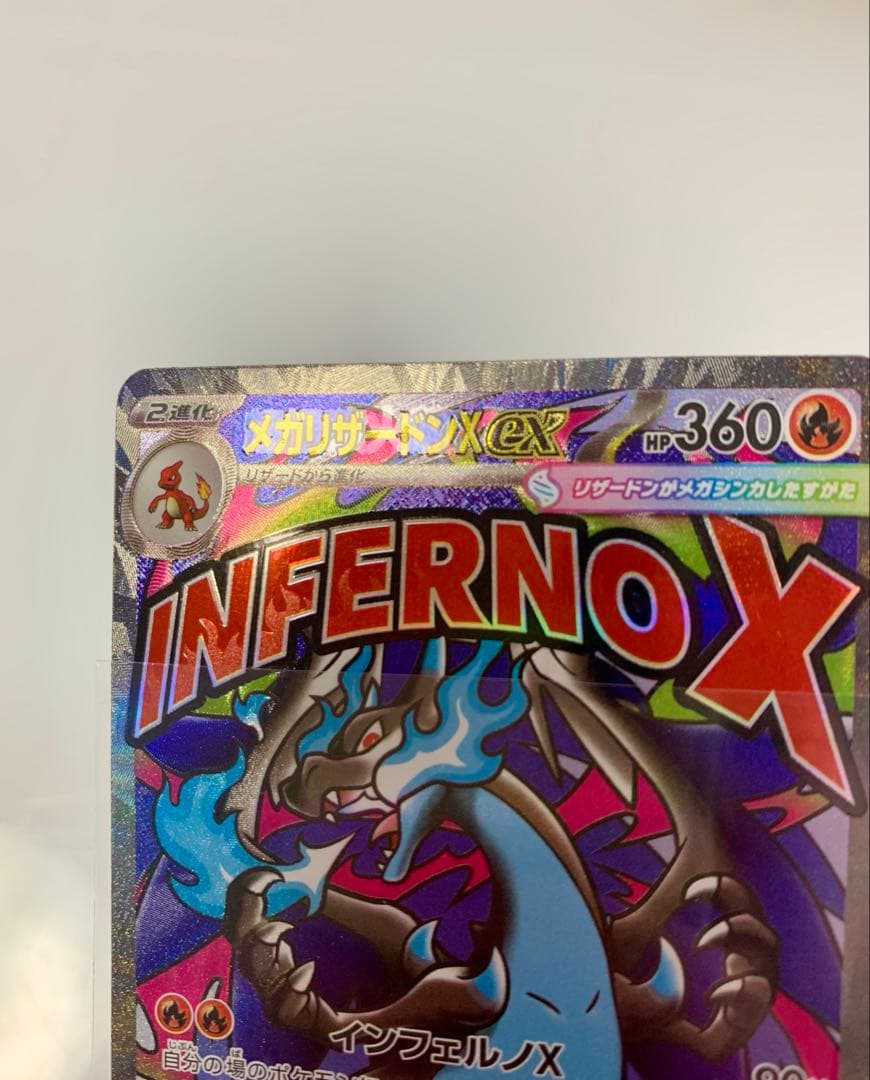 2進化
メガリザードンXex
HP360
リザードから進化
リザードンがメガシンカしたすがた
INFERNO X
インフェルノX
自分の場のポケモン